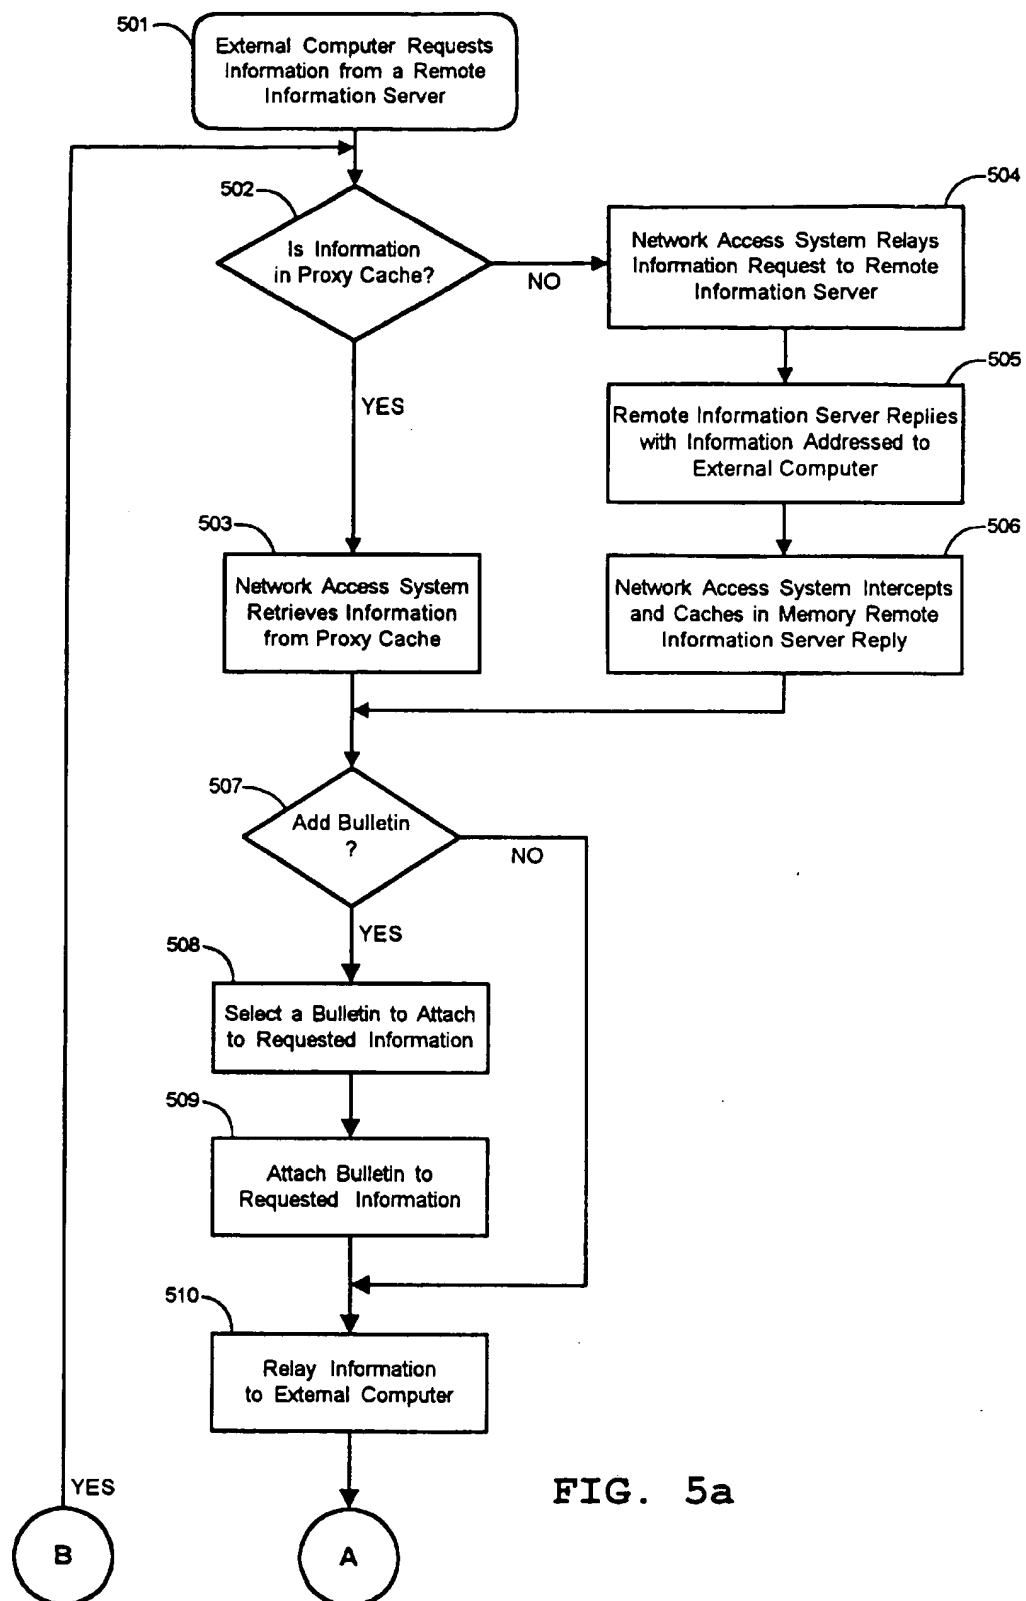 501
External Computer Requests
Information from a Remote
Information Server
502
Is Information
in Proxy Cache?
NO
YES
504
Network Access System Relays
Information Request to Remote
Information Server
505
Remote Information Server Replies
with Information Addressed to
External Computer
503
Network Access System
Retrieves Information
from Proxy Cache
506
Network Access System Intercepts
and Caches in Memory Remote
Information Server Reply
507
Add Bulletin
?
NO
YES
508
Select a Bulletin to Attach
to Requested Information
509
Attach Bulletin to
Requested Information
510
Relay Information
to External Computer
YES
B
A
FIG. 5a